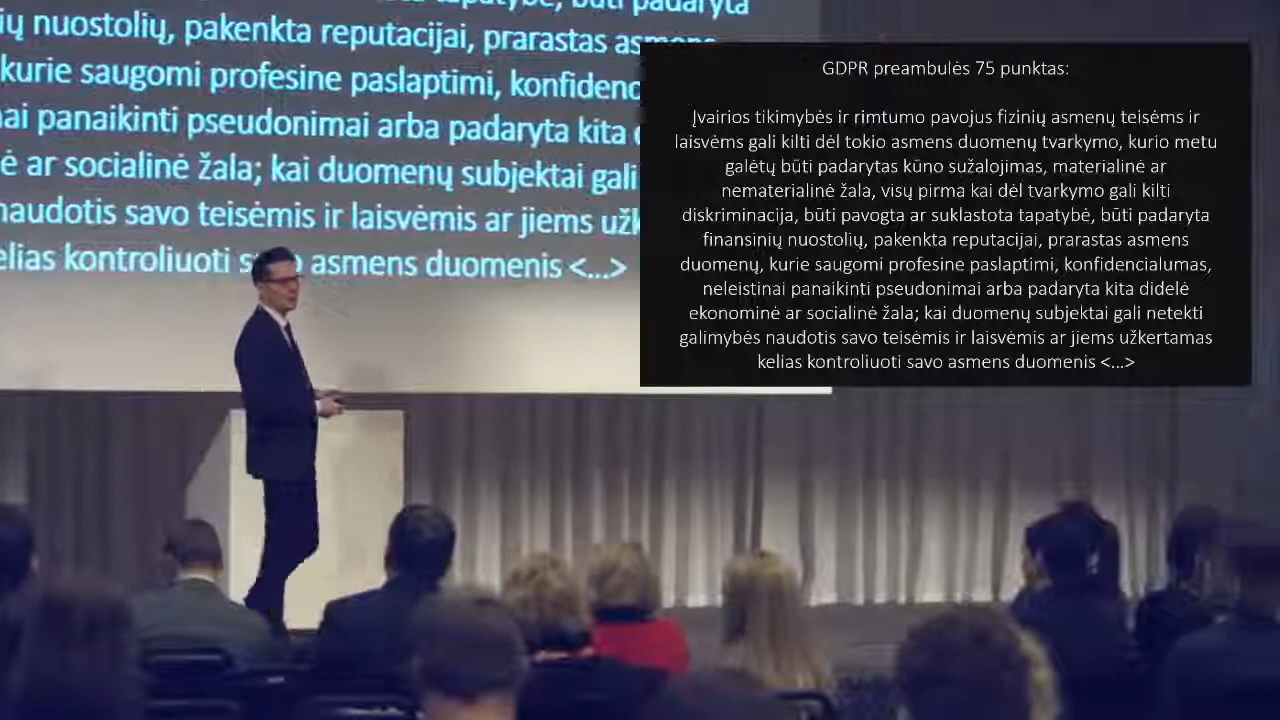 tapatybė, būti padaryta
ių nuostolių, pakenkta reputacijai, prarastas asmens
kurie saugomi profesine paslaptimi, konfidenc
nai panaikinti pseudonimai arba padaryta kita
ė ar socialinė žala; kai duomenų subjektai gali
naudotis savo teisėmis ir laisvėmis ar jiems užk
elias kontroliuoti savo asmens duomenis <...>
GDPR preambulės 75 punktas:
Įvairios tikimybės ir rimtumo pavojus fizinių asmenų teisėms ir
laisvėms gali kilti dėl tokio asmens duomenų tvarkymo, kurio metu
galėtų būti padarytas kūno sužalojimas, materialinė ar
nematerialinė žala, visų pirma kai dėl tvarkymo gali kilti
diskriminacija, būti pavogta ar suklastota tapatybė, būti padaryta
finansinių nuostolių, pakenkta reputacijai, prarastas asmens
duomenų, kurie saugomi profesine paslaptimi, konfidencialumas,
neleistinai panaikinti pseudonimai arba padaryta kita didelė
ekonominė ar socialinė žala; kai duomenų subjektai gali netekti
galimybės naudotis savo teisėmis ir laisvėmis ar jiems užkertamas
kelias kontroliuoti savo asmens duomenis <...>